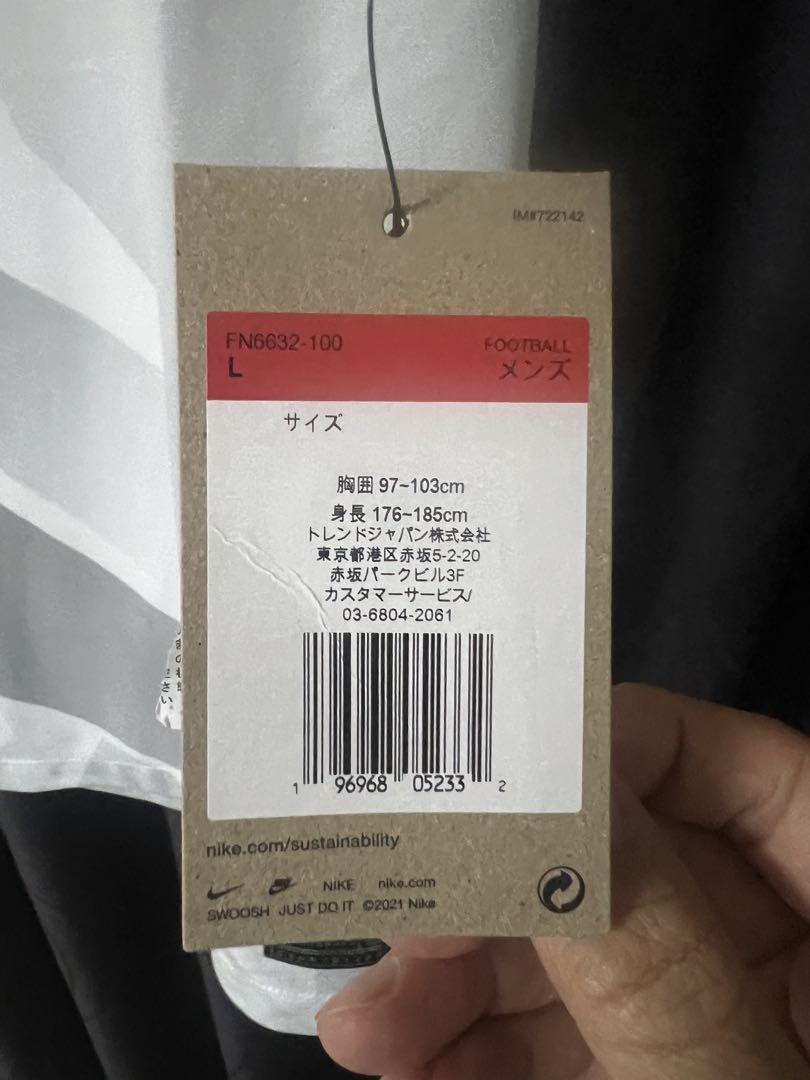 IM#722142
FN6632-100
FOOTBALL
L
メンズ
サイズ
胸囲 97~103cm
身長 176~185cm
トレンドジャパン株式会社
東京都港区赤坂5-2-20
赤坂パークビル3F
カスタマーサービス/
03-6804-2061
1 96968 05233 2
nike.com/sustainability
NIKE nike.com
SWOOSH JUST DO IT ©2021 Nike
さい